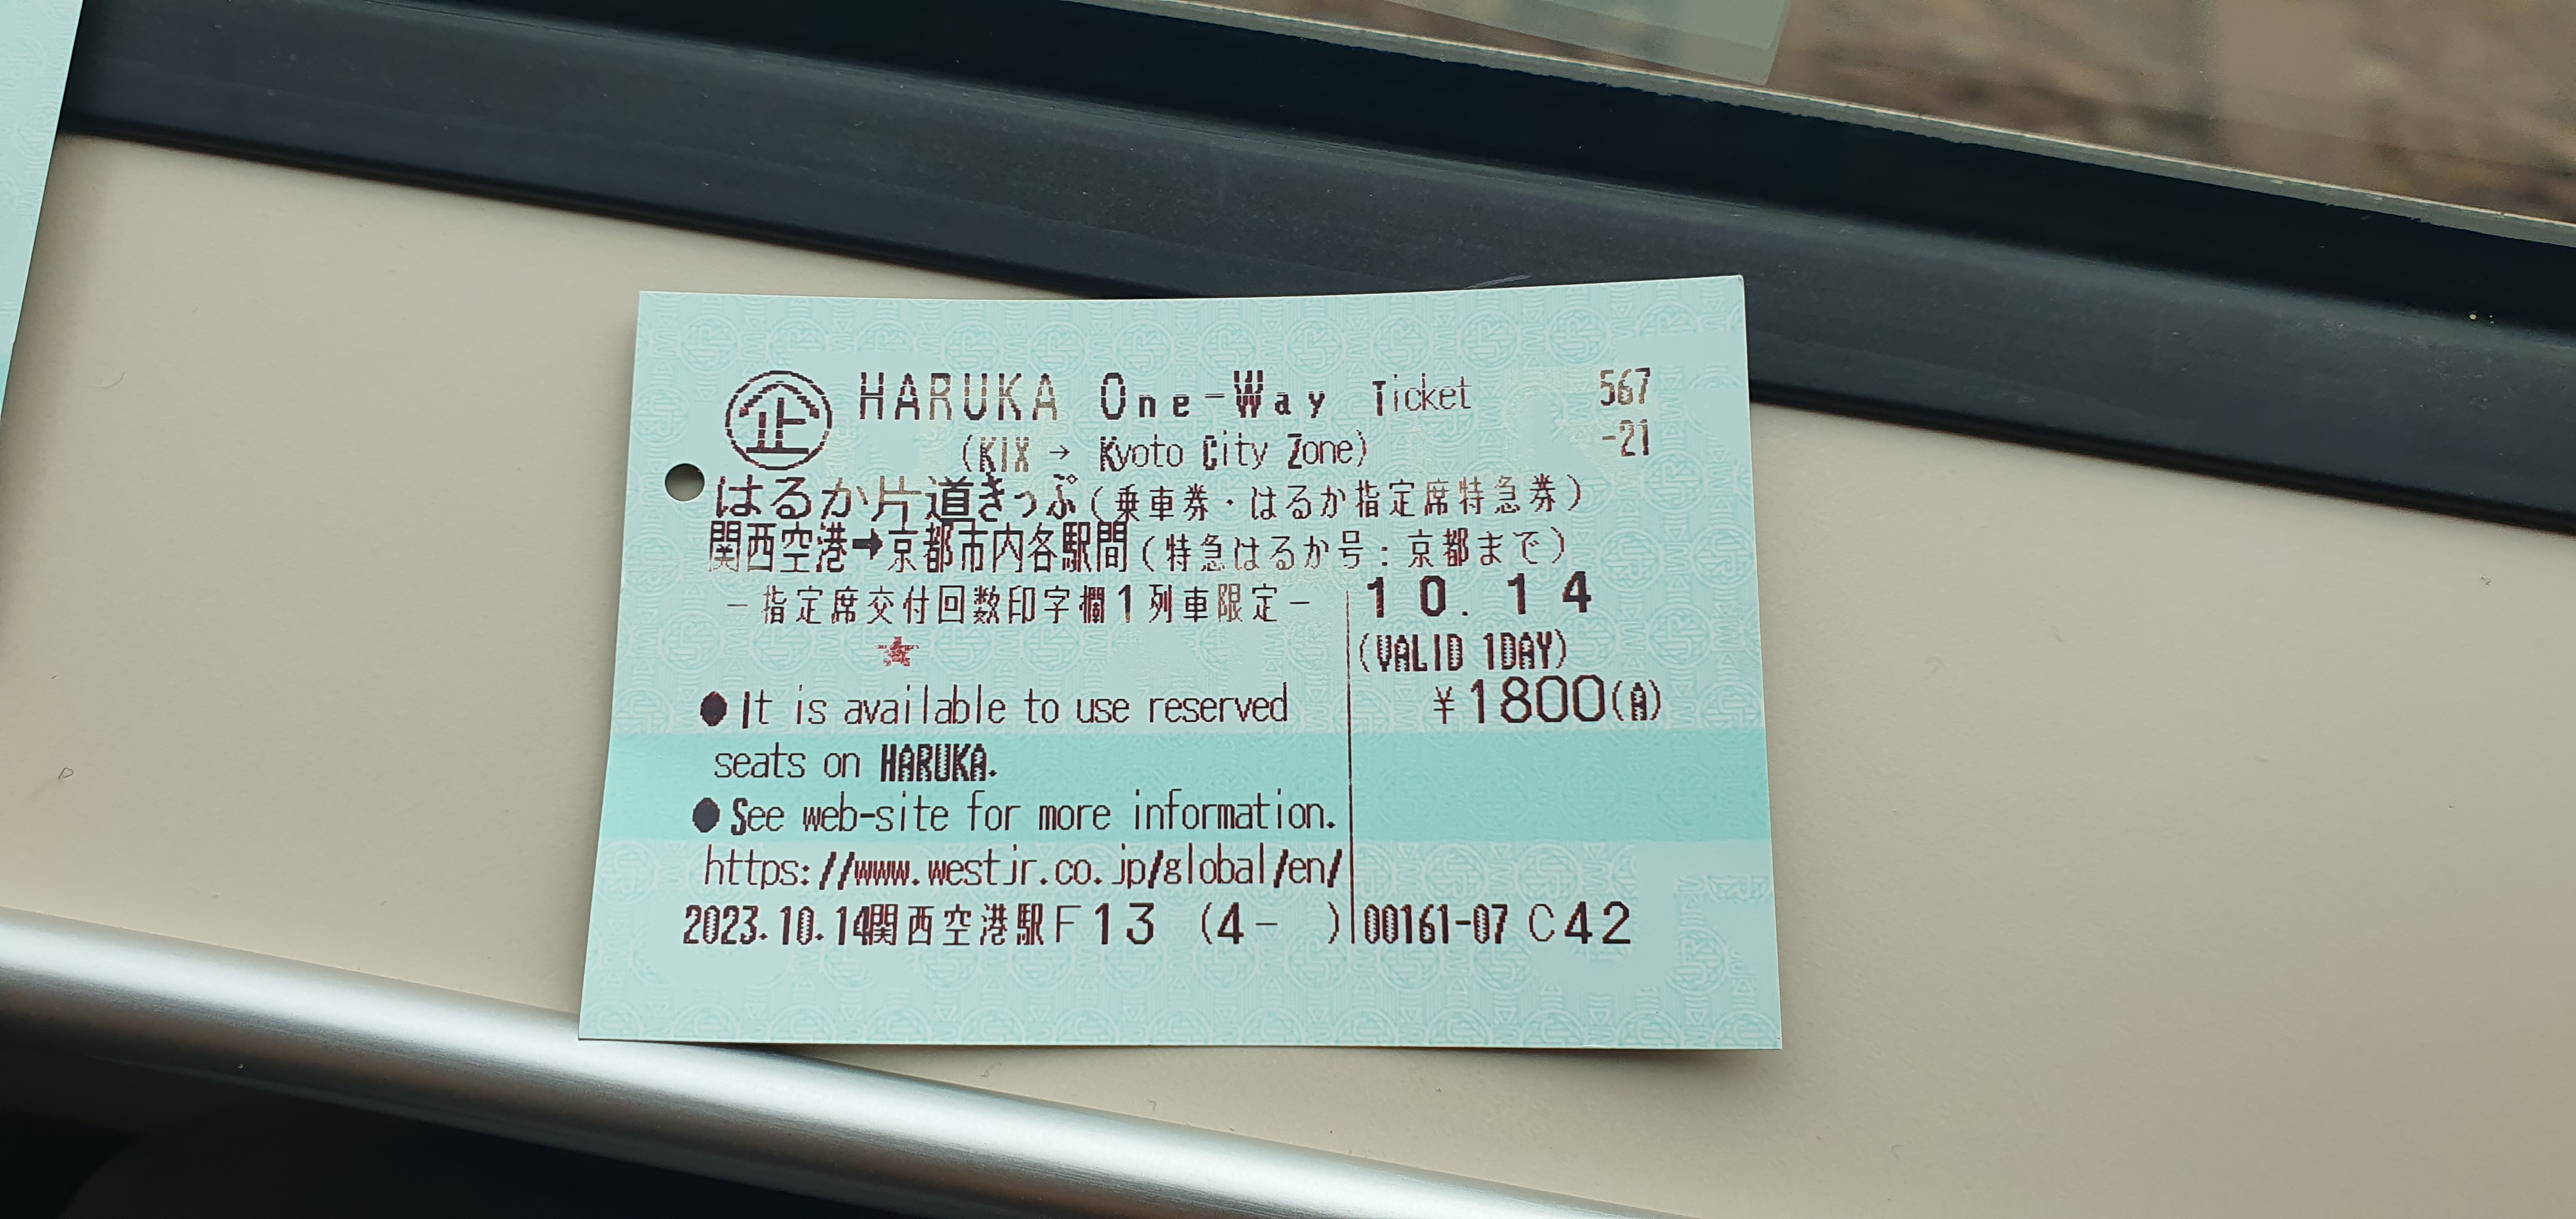 企 HARUKA One-Way Ticket 567
(KIX → Kyoto City Zone) -21
はるか片道きっぷ(乗車券・はるか指定席特急券)
関西空港➡京都市内各駅間(特急はるか号:京都まで)
-指定席交付回数印字欄1列車限定- 10.14
★ (VALID 1DAY)
●It is available to use reserved ¥1800(A)
seats on HARUKA.
●See web-site for more information.
https://www.westjr.co.jp/global/en/
2023.10.14関西空港駅F13 (4- ) 00161-07 C42